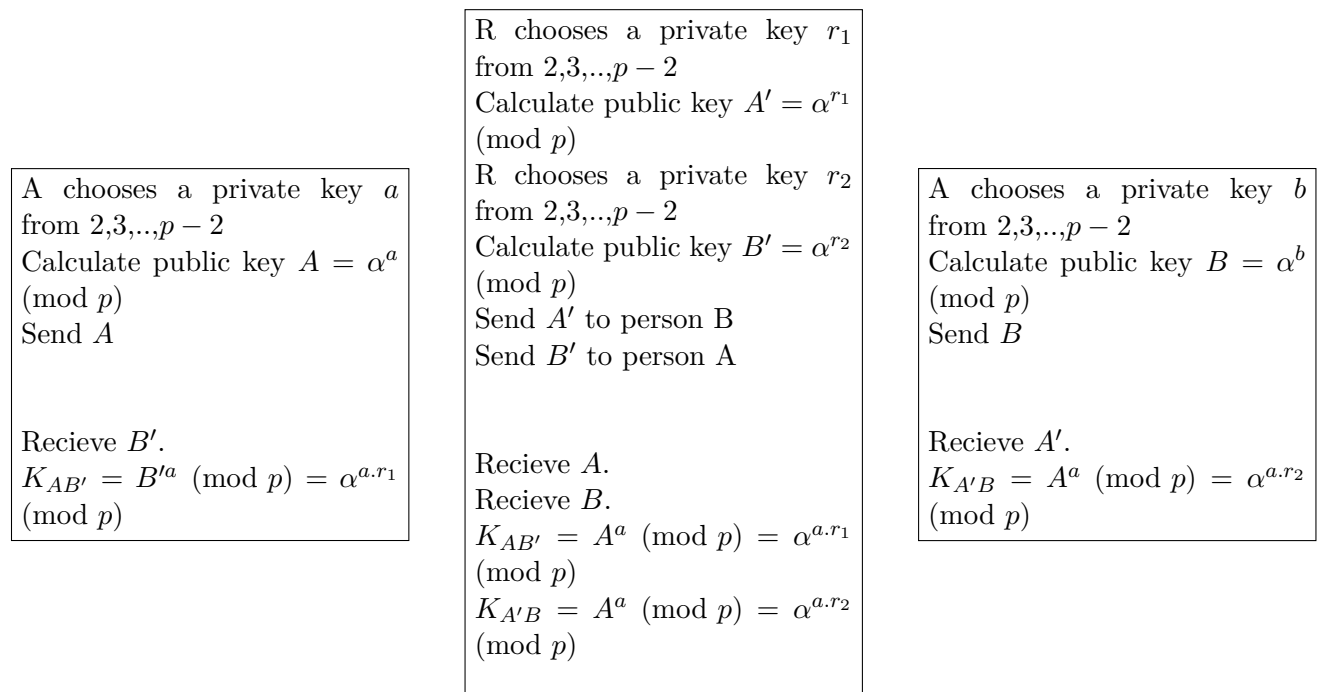 A chooses a private key a
from 2,3,..,p − 2
Calculate public key A = α^a
(mod p)
Send A
Recieve B′.
K_{AB′} = B′^a (mod p) = α^{a.r_1}
(mod p)
R chooses a private key r_1
from 2,3,..,p − 2
Calculate public key A′ = α^{r_1}
(mod p)
R chooses a private key r_2
from 2,3,..,p − 2
Calculate public key B′ = α^{r_2}
(mod p)
Send A′ to person B
Send B′ to person A
Recieve A.
Recieve B.
K_{AB′} = A^a (mod p) = α^{a.r_1}
(mod p)
K_{A′B} = A^a (mod p) = α^{a.r_2}
(mod p)
A chooses a private key b
from 2,3,..,p − 2
Calculate public key B = α^b
(mod p)
Send B
Recieve A′.
K_{A′B} = A^a (mod p) = α^{a.r_2}
(mod p)